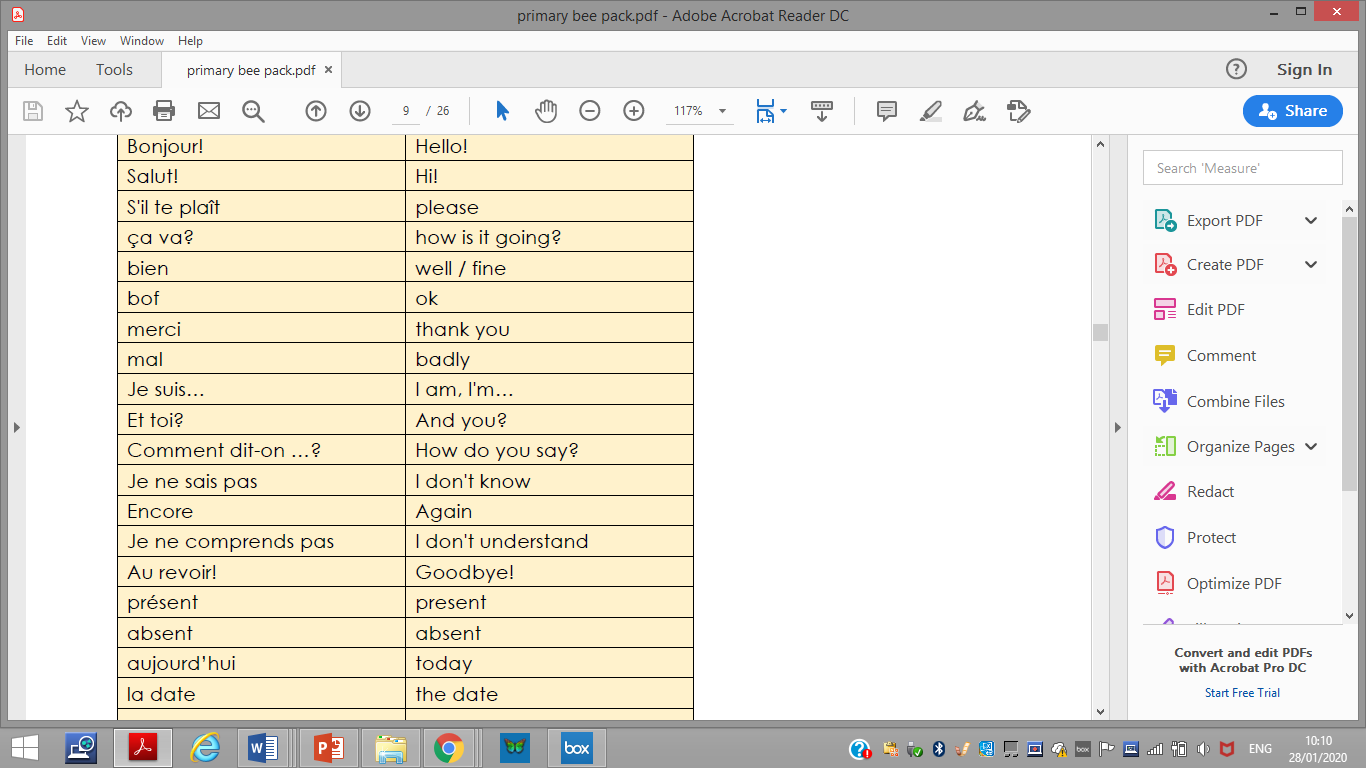 primary bee pack.pdf - Adobe Acrobat Reader DC
File Edit View Window Help
Home Tools primary bee pack.pdf × Sign In
9 / 26 117% Share
Bonjour! Hello!
Salut! Hi!
S'il te plaît please
ça va? how is it going?
bien well / fine
bof ok
merci thank you
mal badly
Je suis… I am, I'm…
Et toi? And you?
Comment dit-on …? How do you say?
Je ne sais pas I don't know
Encore Again
Je ne comprends pas I don't understand
Au revoir! Goodbye!
présent present
absent absent
aujourd’hui today
la date the date
Search 'Measure'
Export PDF
Create PDF
Edit PDF
Comment
Combine Files
Organize Pages
Redact
Protect
Optimize PDF
Convert and edit PDFs
with Acrobat Pro DC
Start Free Trial
box
ENG
10:10
28/01/2020